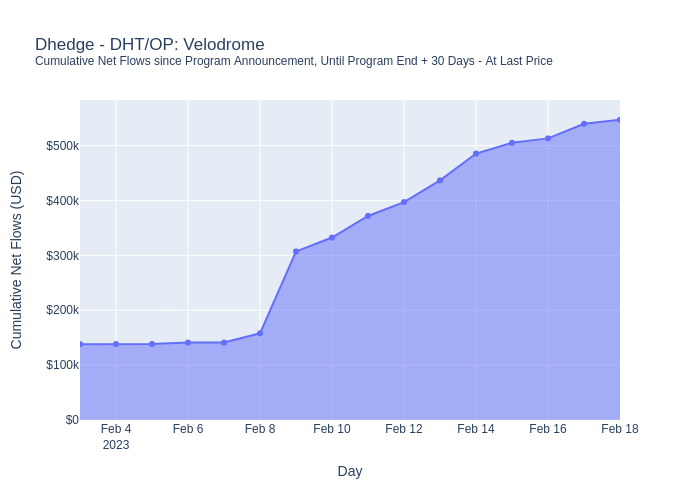 Dhedge - DHT/OP: Velodrome
Cumulative Net Flows since Program Announcement, Until Program End + 30 Days - At Last Price
Cumulative Net Flows (USD)
$500k
$400k
$300k
$200k
$100k
$0
Feb 4 Feb 6 Feb 8 Feb 10 Feb 12 Feb 14 Feb 16 Feb 18
2023
Day